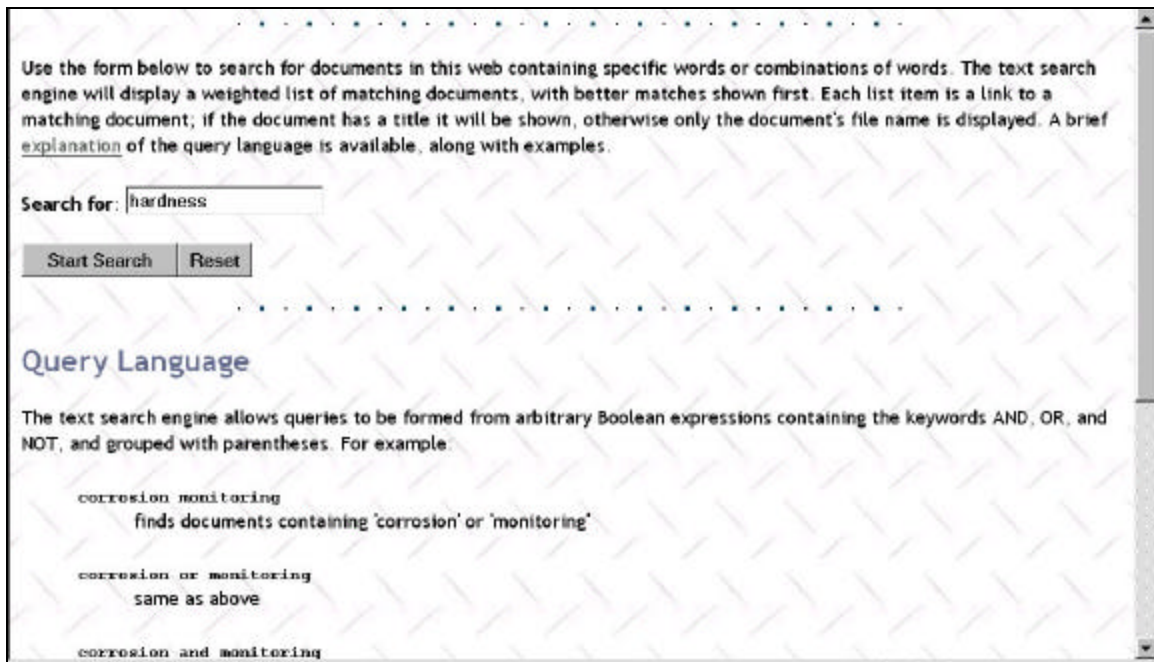 Use the form below to search for documents in this web containing specific words or combinations of words. The text search
engine will display a weighted list of matching documents, with better matches shown first. Each list item is a link to a
matching document; if the document has a title it will be shown, otherwise only the document's file name is displayed. A brief
explanation of the query language is available, along with examples.
Search for: hardness
Start Search Reset
Query Language
The text search engine allows queries to be formed from arbitrary Boolean expressions containing the keywords AND, OR, and
NOT, and grouped with parentheses. For example:
corrosion monitoring
finds documents containing 'corrosion' or 'monitoring'
corrosion or monitoring
same as above
corrosion and monitoring